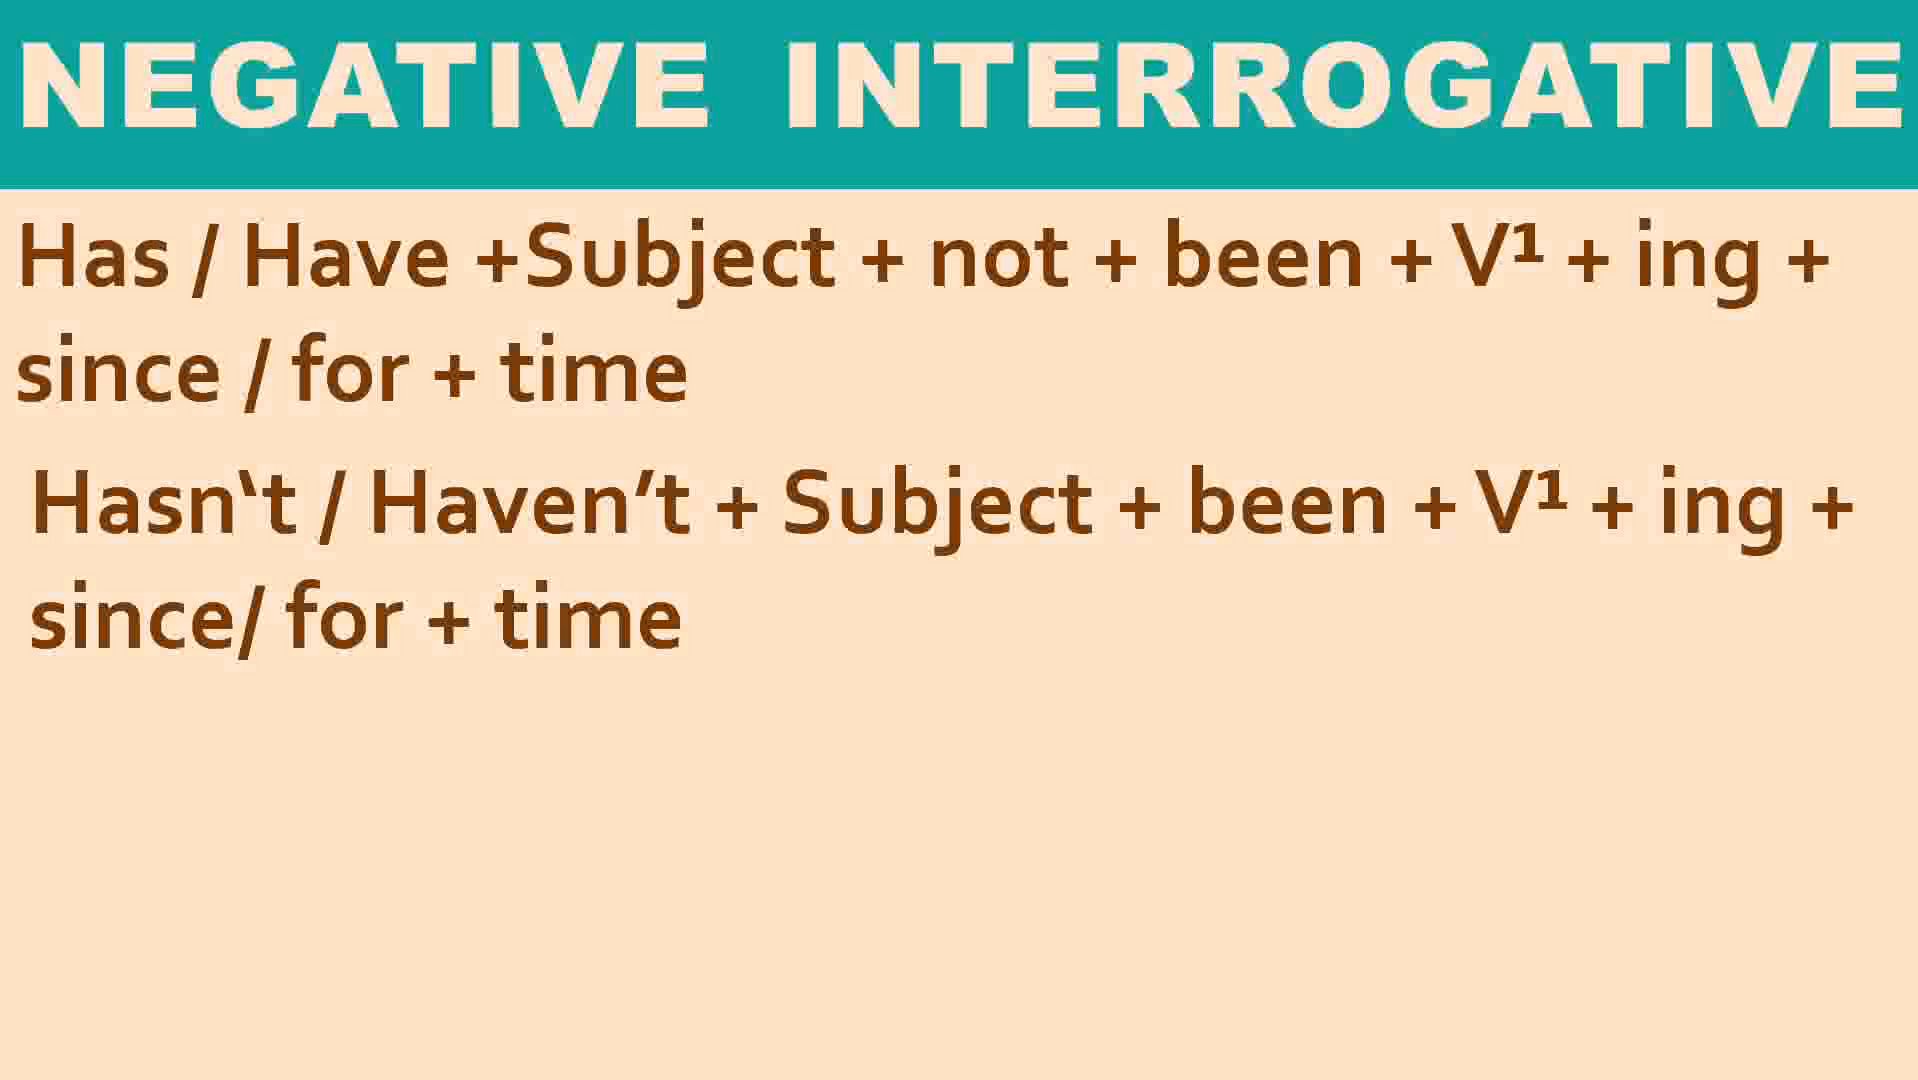 NEGATIVE INTERROGATIVE
Has / Have +Subject + not + been + V¹ + ing +
since / for + time
Hasn‘t / Haven’t + Subject + been + V¹ + ing +
since/ for + time